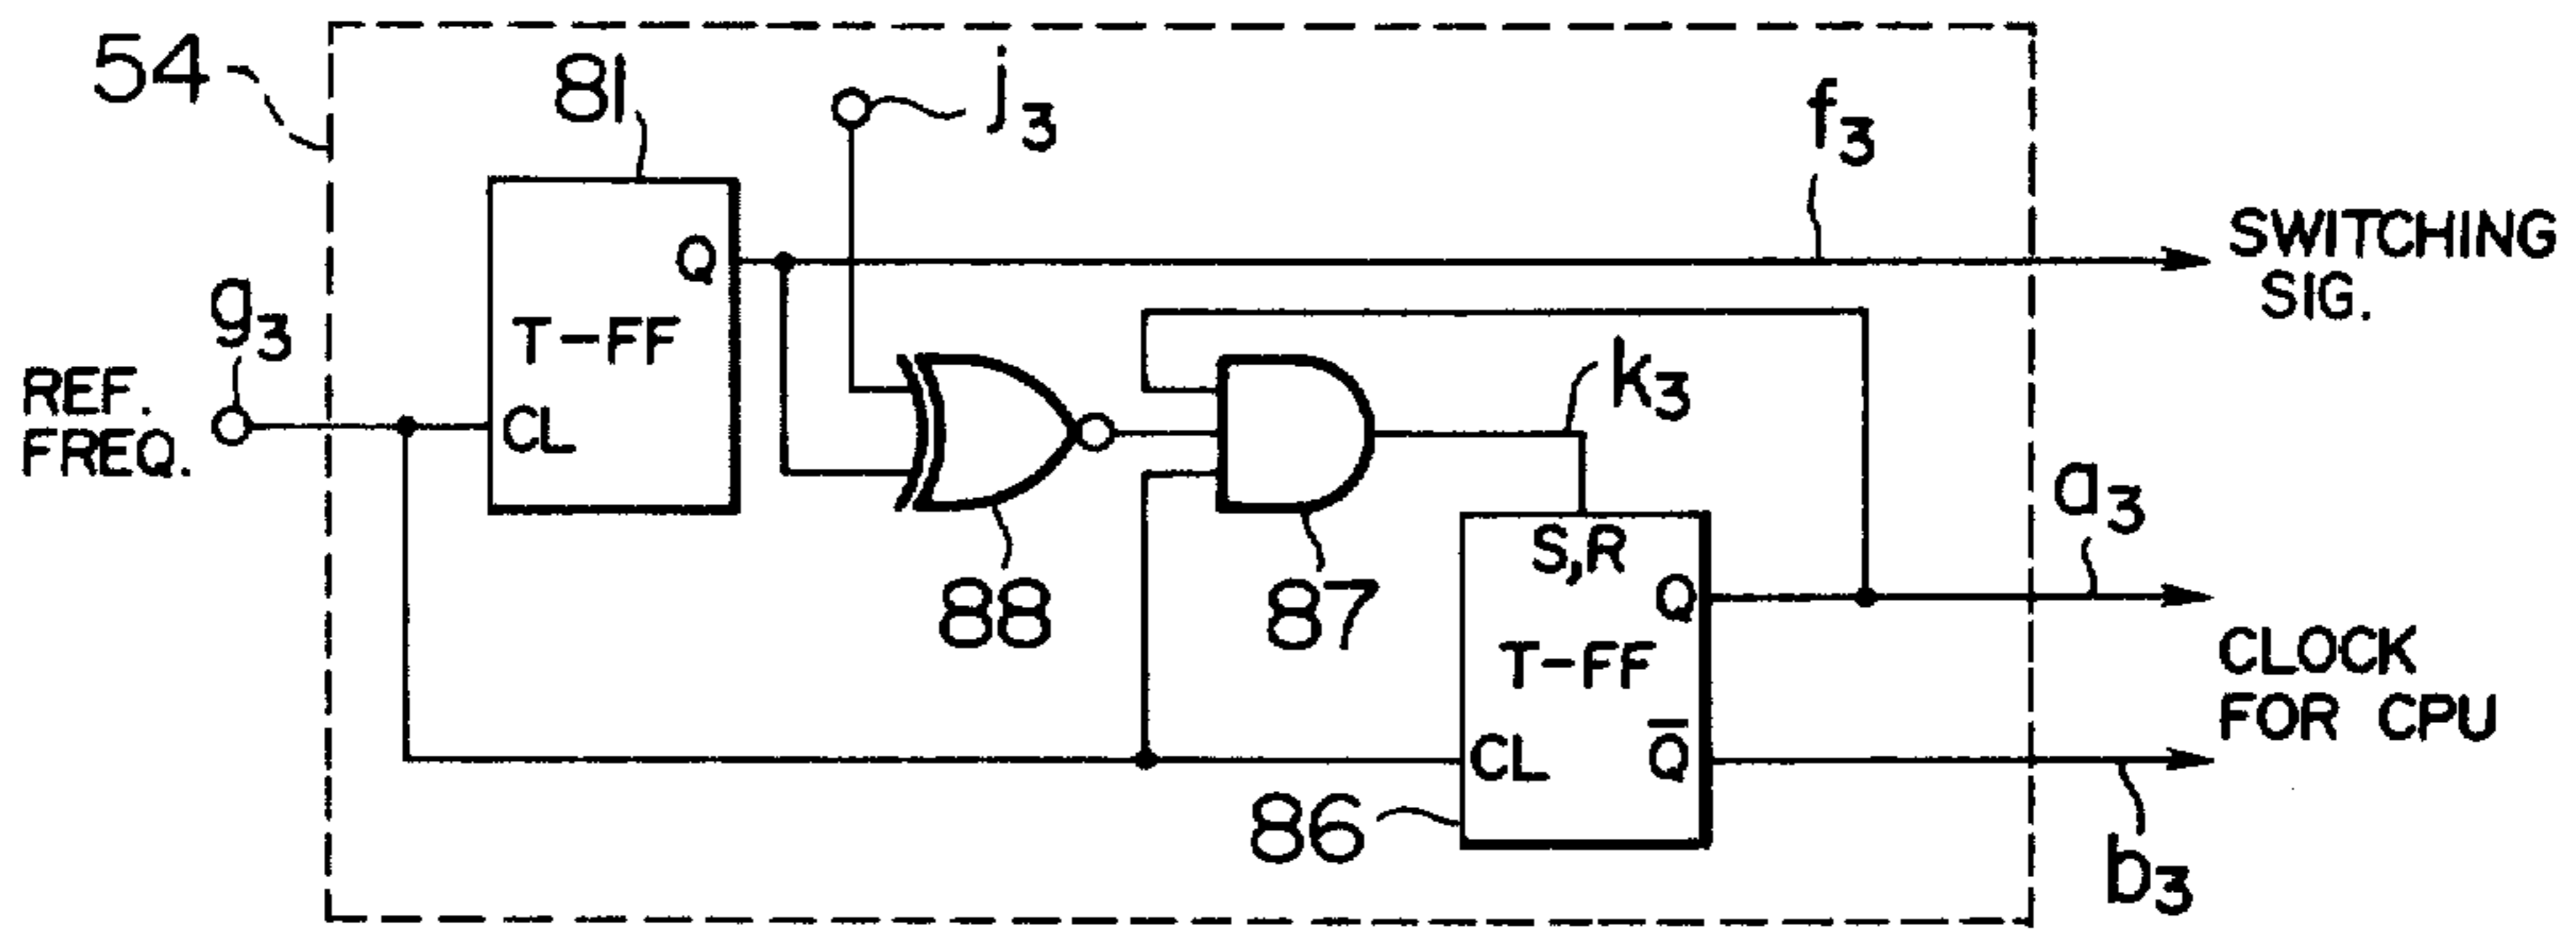 54
81
j3
f3
SWITCHING
SIG.
Q
g3
T-FF
REF.
FREQ.
CL
k3
a3
S,R
Q
88
87
T-FF
CLOCK
FOR CPU
CL
Q̅
86
b3